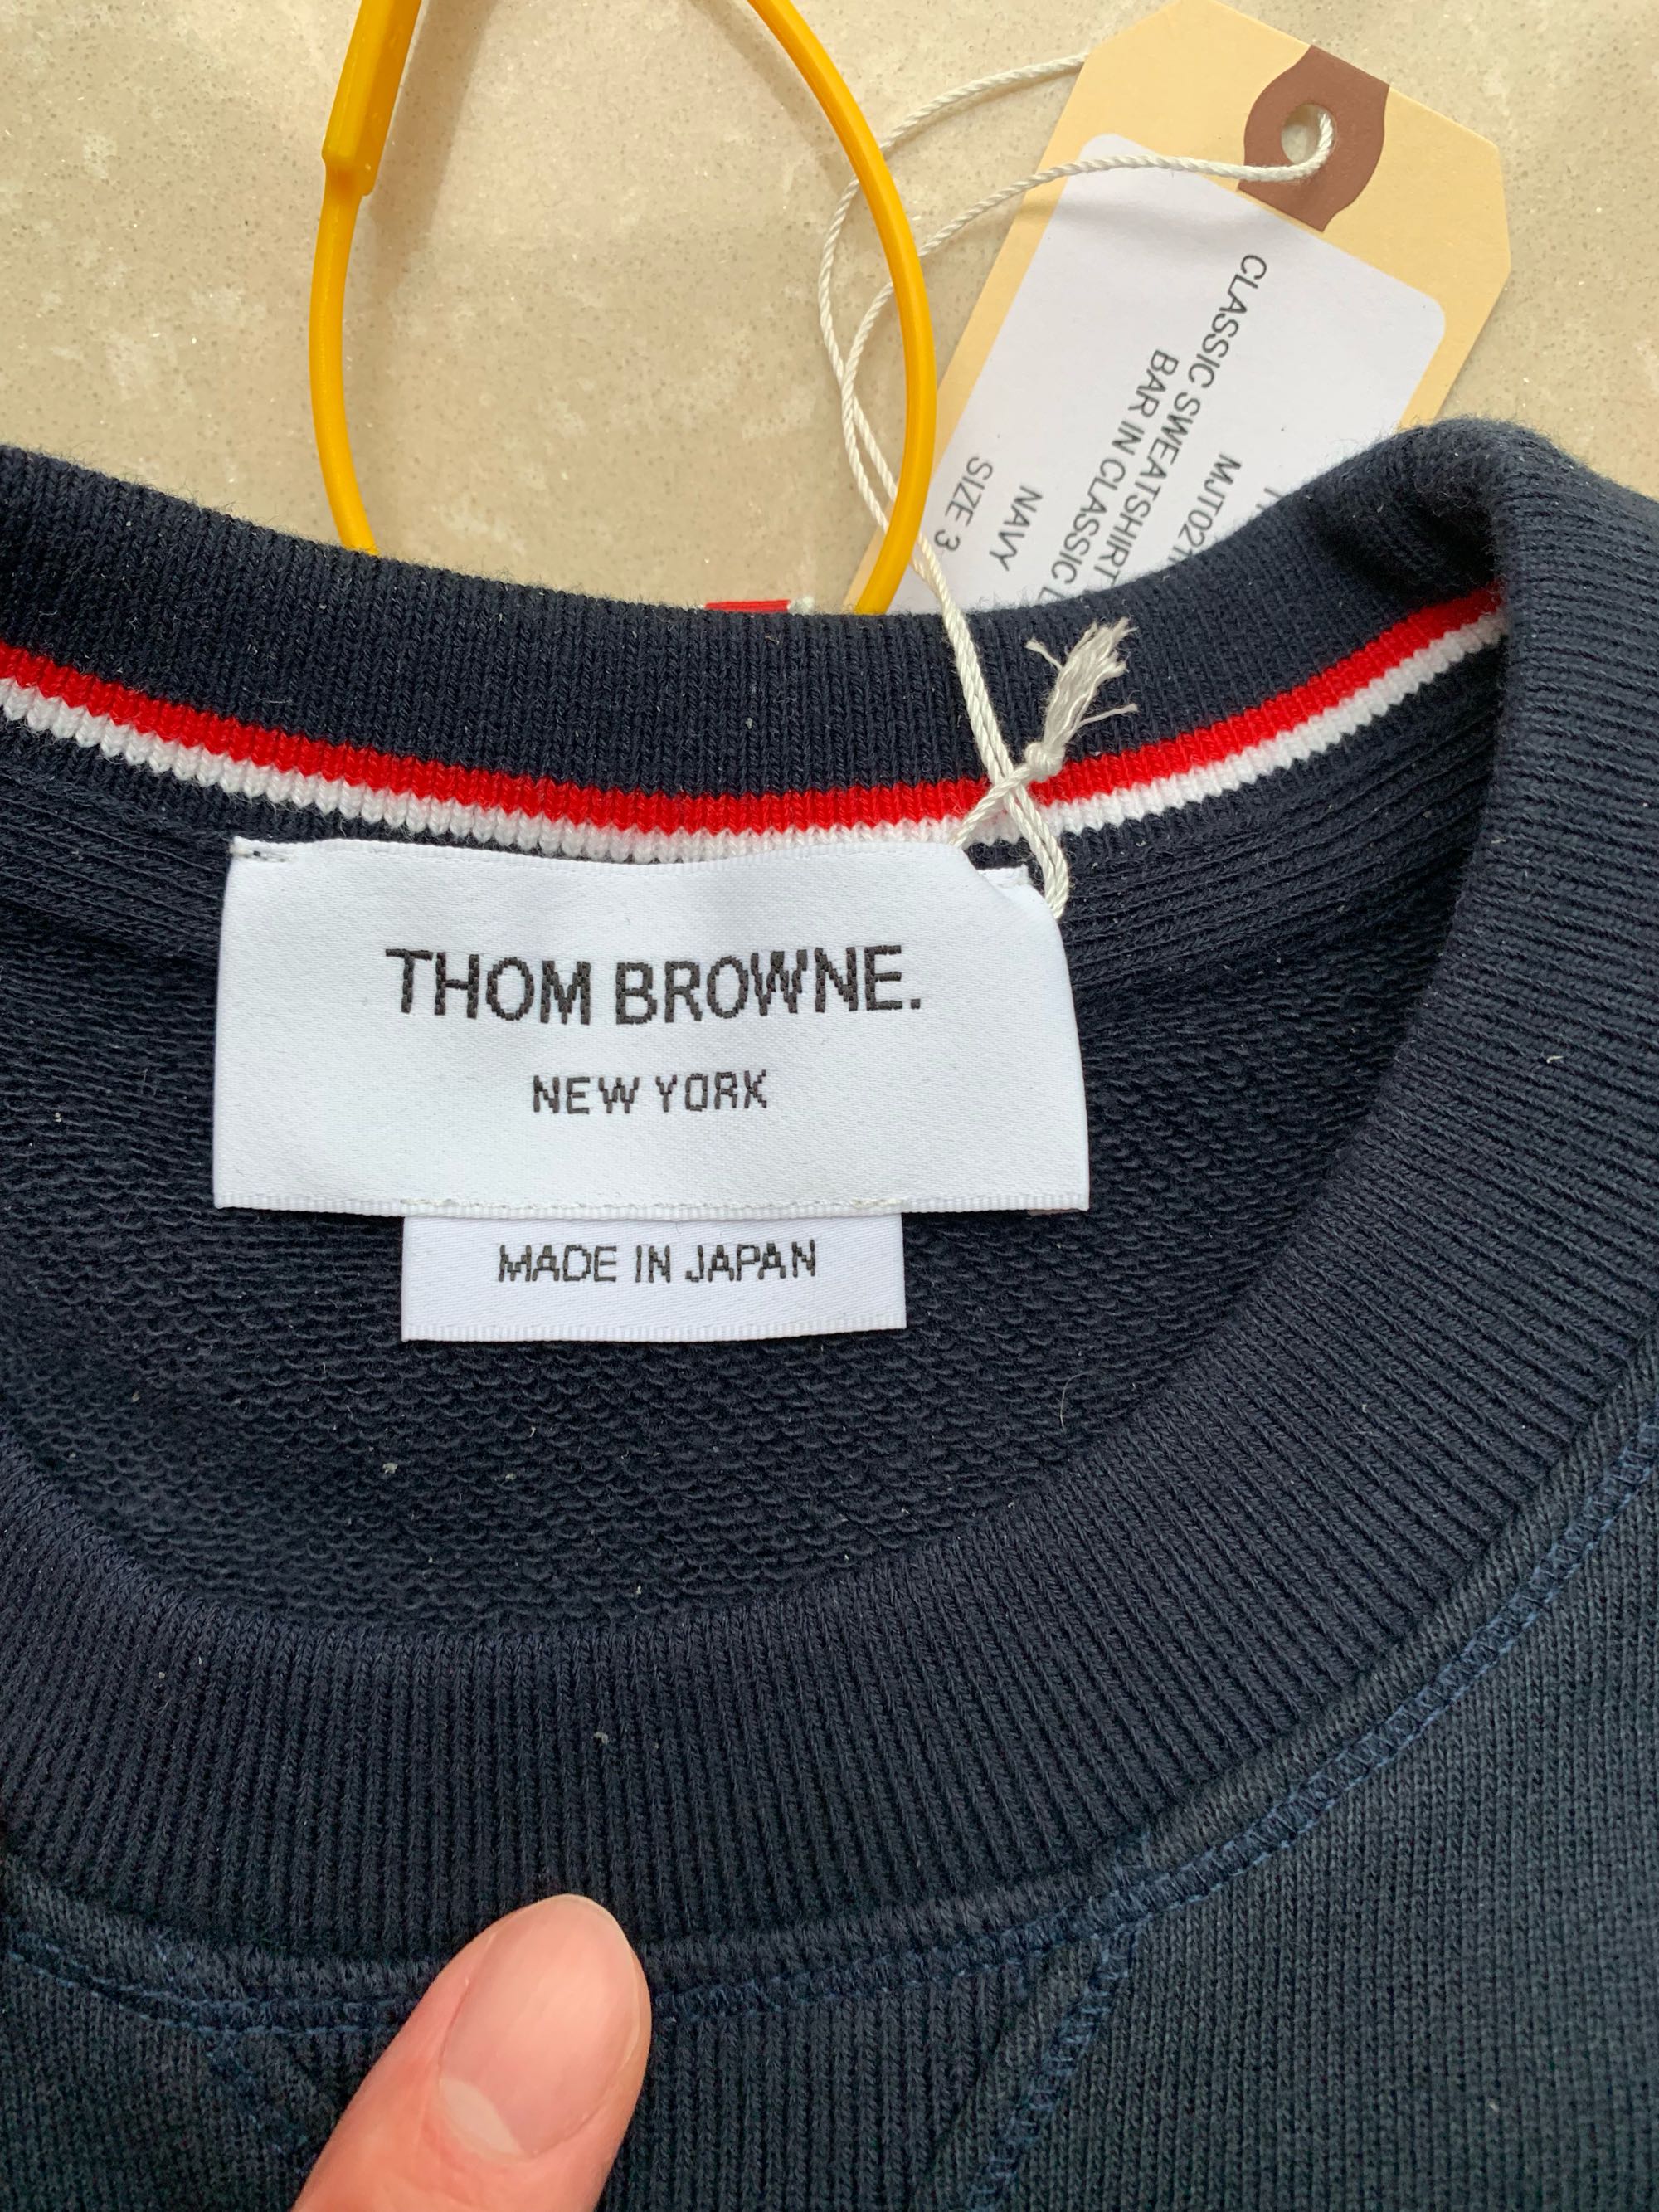 THOM BROWNE.
NEW YORK
MADE IN JAPAN
CLASSIC SWEATSHIRT
BAR IN CLASSIC
NAVY
SIZE 3